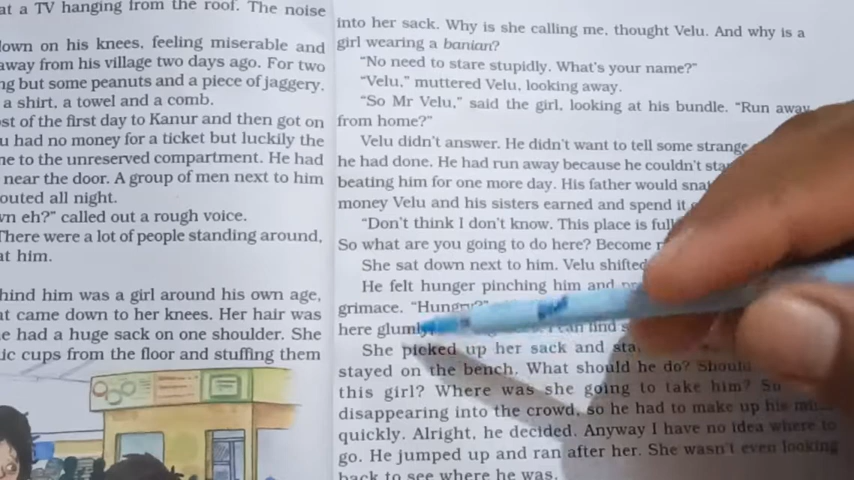 at a TV hanging from the roof. The noise
down on his knees, feeling miserable and
away from his village two days ago. For two
ng but some peanuts and a piece of jaggery.
a shirt, a towel and a comb.
st of the first day to Kanur and then got on
u had no money for a ticket but luckily the
ne to the unreserved compartment. He had
near the door. A group of men next to him
outed all night.
wn eh?" called out a rough voice.
There were a lot of people standing around,
at him.
hind him was a girl around his own age,
at came down to her knees. Her hair was
e had a huge sack on one shoulder. She
ic cups from the floor and stuffing them
into her sack. Why is she calling me, thought Velu. And why is a
girl wearing a banian?
"No need to stare stupidly. What's your name?"
"Velu," muttered Velu, looking away.
"So Mr Velu," said the girl, looking at his bundle. "Run away
from home?"
Velu didn't answer. He didn't want to tell some strange
he had done. He had run away because he couldn't sta
beating him for one more day. His father would snat
money Velu and his sisters earned and spend it
"Don't think I don't know. This place is full
So what are you going to do here? Become
She sat down next to him. Velu shifted
He felt hunger pinching him and
grimace. "Hungry?"
here glumly, can find
She picked up her sack and sta
stayed on the bench. What should he do? Should
this girl? Where was she going to take him? S
disappearing into the crowd, so he had to make up his
quickly. Alright, he decided. Anyway I have no idea where to
go. He jumped up and ran after her. She wasn't even looking
back to see where he was.